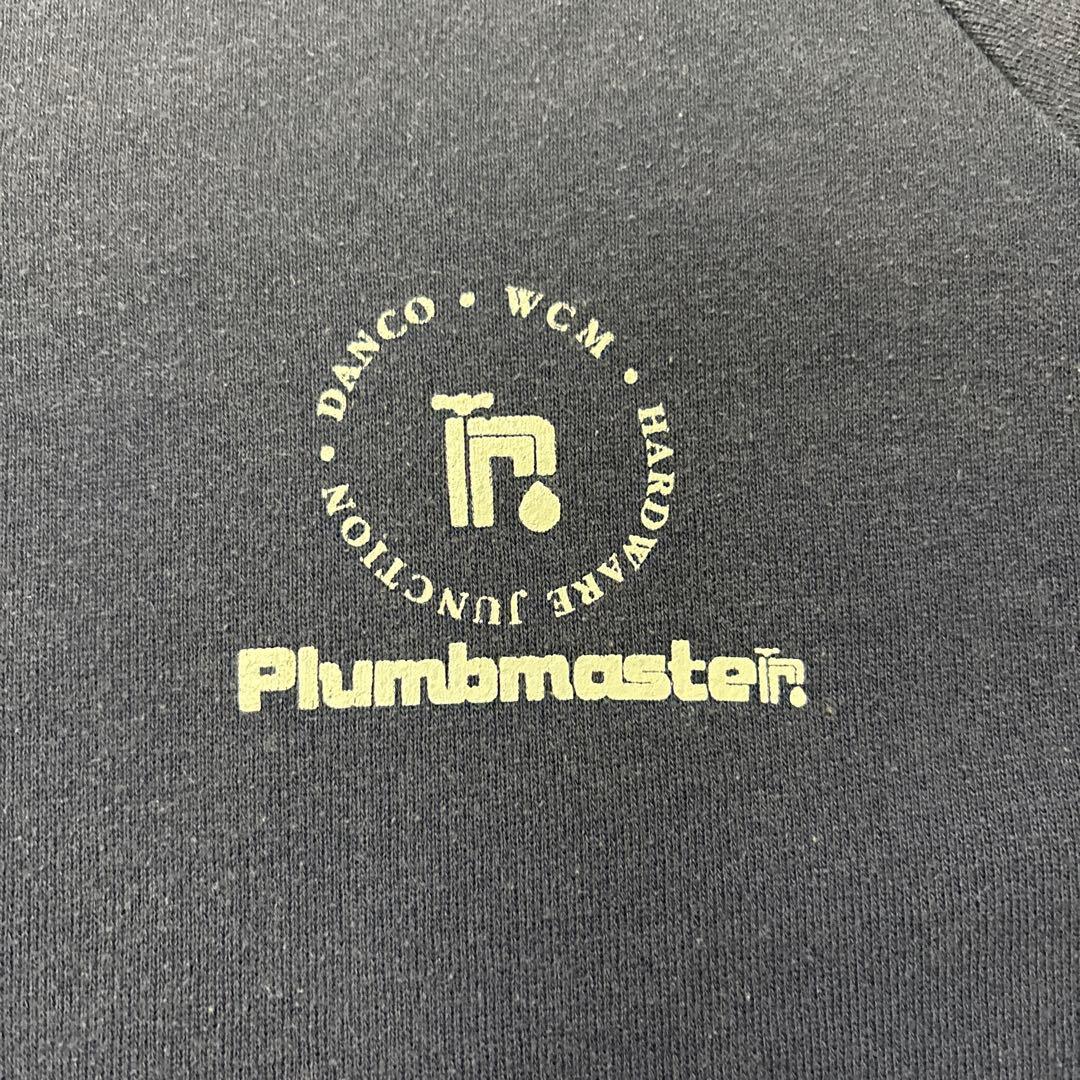 DANCO • WCM • HARDWARE JUNCTION •
Plumbmaster